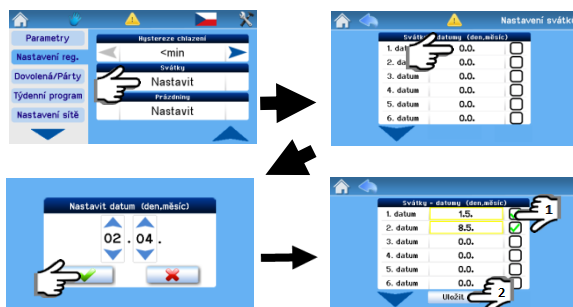 Parametry
Nastavení reg.
Dovolená/Párty
Týdenní program
Nastavení sítě
Hystereze chlazení
<min
Svátky
Nastavit
Prázdniny
Nastavit
Nastavení svátků
Svátky - datumy (den,měsíc)
1. datum 0.0.
2. datum 0.0.
3. datum 0.0.
4. datum 0.0.
5. datum 0.0.
6. datum 0.0.
Nastavit datum (den,měsíc)
02 . 04 .
Svátky - datumy (den,měsíc)
1. datum 1.5.
2. datum 8.5.
3. datum 0.0.
4. datum 0.0.
5. datum 0.0.
6. datum 0.0.
Uložit
1
2